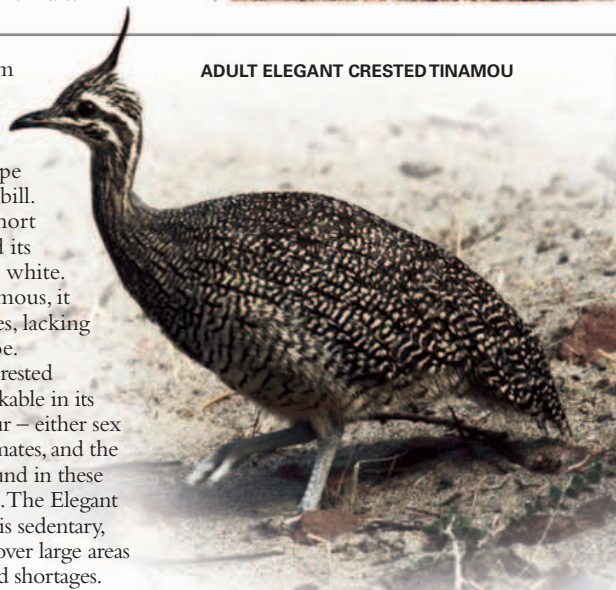 ADULT ELEGANT CRESTED TINAMOU
m
pe
bill.
hort
d its
white.
mous, it
es, lacking
be.
rested
kable in its
ur – either sex
mates, and the
und in these
. The Elegant
is sedentary,
over large areas
d shortages.